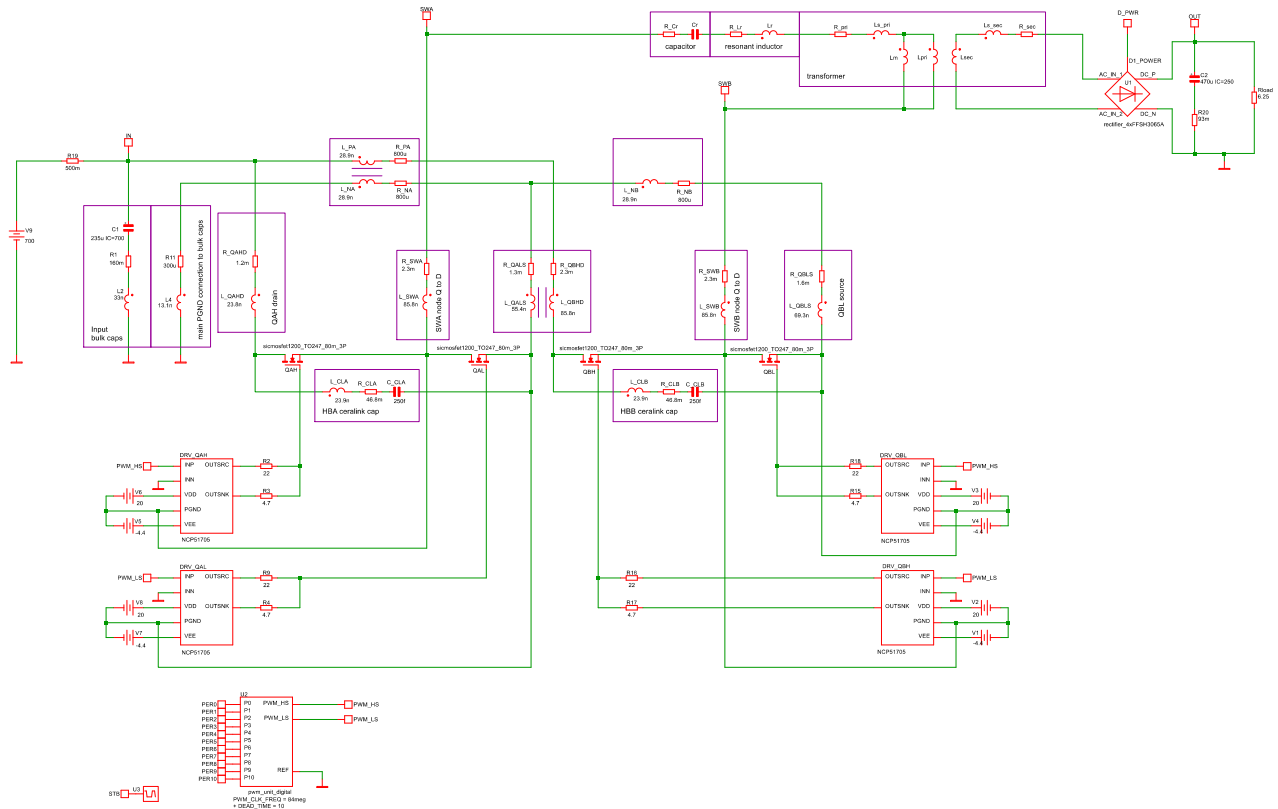 SWA
D_PWR
OUT
R_Cr
Cr
R_Lr
Lr
R_pri
Ls_pri
Ls_sec
R_sec
capacitor
resonant inductor
Lm
Lpri
Lsec
transformer
D1_POWER
AC_IN_1
DC_P
U1
AC_IN_2
DC_N
rectifier_4xFFSH3065A
C2
470u IC=250
Rload
6.25
R20
93m
SWB
IN
R19
500m
L_PA
28.9n
R_PA
800u
L_NA
28.9n
R_NA
800u
L_NB
28.9n
R_NB
800u
V9
700
C1
235u IC=700
R1
160m
L2
33n
Input
bulk caps
R11
300u
L4
13.1n
main PGND connection to bulk caps
R_QAHD
1.2m
L_QAHD
23.8n
QAH drain
R_SWA
2.3m
L_SWA
85.8n
SWA node Q to D
R_QALS
1.3m
L_QALS
55.4n
R_QBHD
2.3m
L_QBHD
85.8n
R_SWB
2.3m
L_SWB
65.8n
SWB node Q to D
R_QBLS
1.6m
L_QBLS
69.3n
QBL source
sicmosfet1200_TO247_80m_3P
QAH
sicmosfet1200_TO247_80m_3P
QAL
sicmosfet1200_TO247_80m_3P
QBH
sicmosfet1200_TO247_80m_3P
QBL
L_CLA
23.9n
R_CLA
46.8m
C_CLA
250f
HBA ceralink cap
L_CLB
23.9n
R_CLB
46.8m
C_CLB
250f
HBB ceralink cap
PWM_HS
DRV_QAH
INP
OUTSRC
INN
VDD
OUTSNK
PGND
VEE
NCP51705
V6
20
V5
-4.4
R2
22
R3
4.7
R18
22
R15
4.7
DRV_QBL
OUTSRC
INP
INN
OUTSNK
VDD
PGND
VEE
NCP51705
PWM_HS
V3
20
V4
-4.4
PWM_LS
DRV_QAL
INP
OUTSRC
INN
VDD
OUTSNK
PGND
VEE
NCP51705
V8
20
V7
-4.4
R9
22
R4
4.7
R16
22
R17
4.7
DRV_QBH
OUTSRC
INP
INN
OUTSNK
VDD
PGND
VEE
NCP51705
PWM_LS
V2
20
V1
-4.4
U2
PER0
P0
PWM_HS
PWM_HS
PER1
P1
PER2
P2
PWM_LS
PWM_LS
PER3
P3
PER4
P4
PER5
P5
PER6
P6
PER7
P7
PER8
P8
PER9
P9
REF
PER10
P10
pwm_unit_digital
PWM_CLK_FREQ = 84meg
+ DEAD_TIME = 10
STB
U3